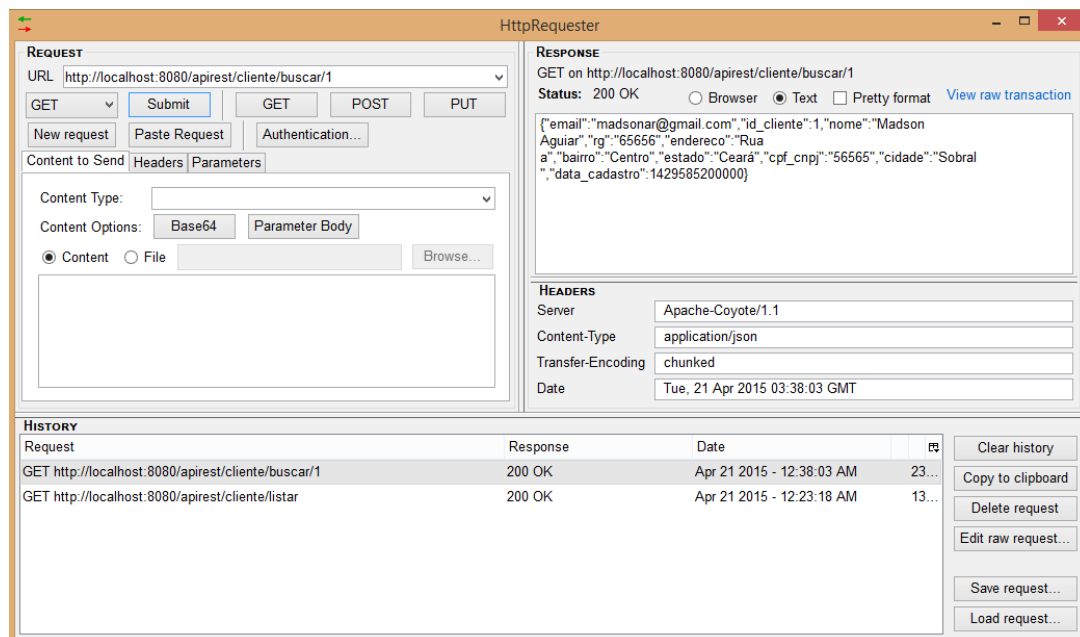 HttpRequester
REQUEST
URL http://localhost:8080/apirest/cliente/buscar/1
GET Submit GET POST PUT
New request Paste Request Authentication...
Content to Send Headers Parameters
Content Type:
Content Options: Base64 Parameter Body
Content File Browse...
RESPONSE
GET on http://localhost:8080/apirest/cliente/buscar/1
Status: 200 OK Browser Text Pretty format View raw transaction
{"email":"madsonar@gmail.com","id_cliente":1,"nome":"Madson
Aguiar","rg":"65656","endereco":"Rua
a","bairro":"Centro","estado":"Ceará","cpf_cnpj":"56565","cidade":"Sobral
","data_cadastro":1429585200000}
HEADERS
Server Apache-Coyote/1.1
Content-Type application/json
Transfer-Encoding chunked
Date Tue, 21 Apr 2015 03:38:03 GMT
HISTORY
Request Response Date
GET http://localhost:8080/apirest/cliente/buscar/1 200 OK Apr 21 2015 - 12:38:03 AM 23...
GET http://localhost:8080/apirest/cliente/listar 200 OK Apr 21 2015 - 12:23:18 AM 13...
Clear history
Copy to clipboard
Delete request
Edit raw request...
Save request...
Load request...